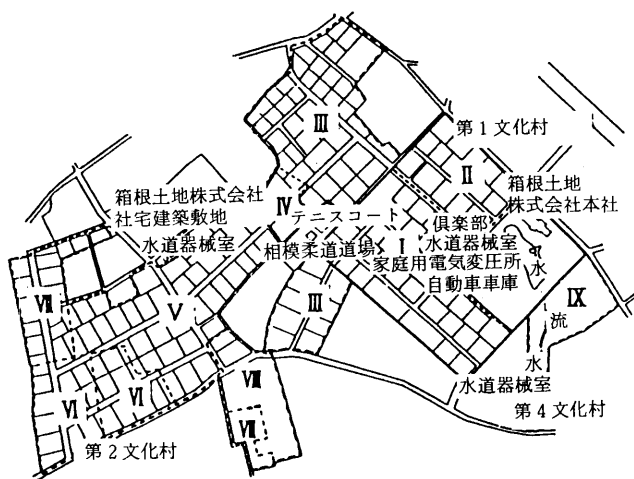 Ⅲ
第1文化村
Ⅱ
箱根土地株式会社
社宅建築敷地
箱根土地
株式会社本社
Ⅳ
テニスコート
倶楽部
水道器械室
相模柔道道場
Ⅰ
水道器械室
家庭用電気変圧所
自動車車庫
水
Ⅶ
Ⅴ
Ⅲ
Ⅸ
流
水
Ⅷ
水道器械室
Ⅵ
Ⅵ
第4文化村
第2文化村
Ⅶ